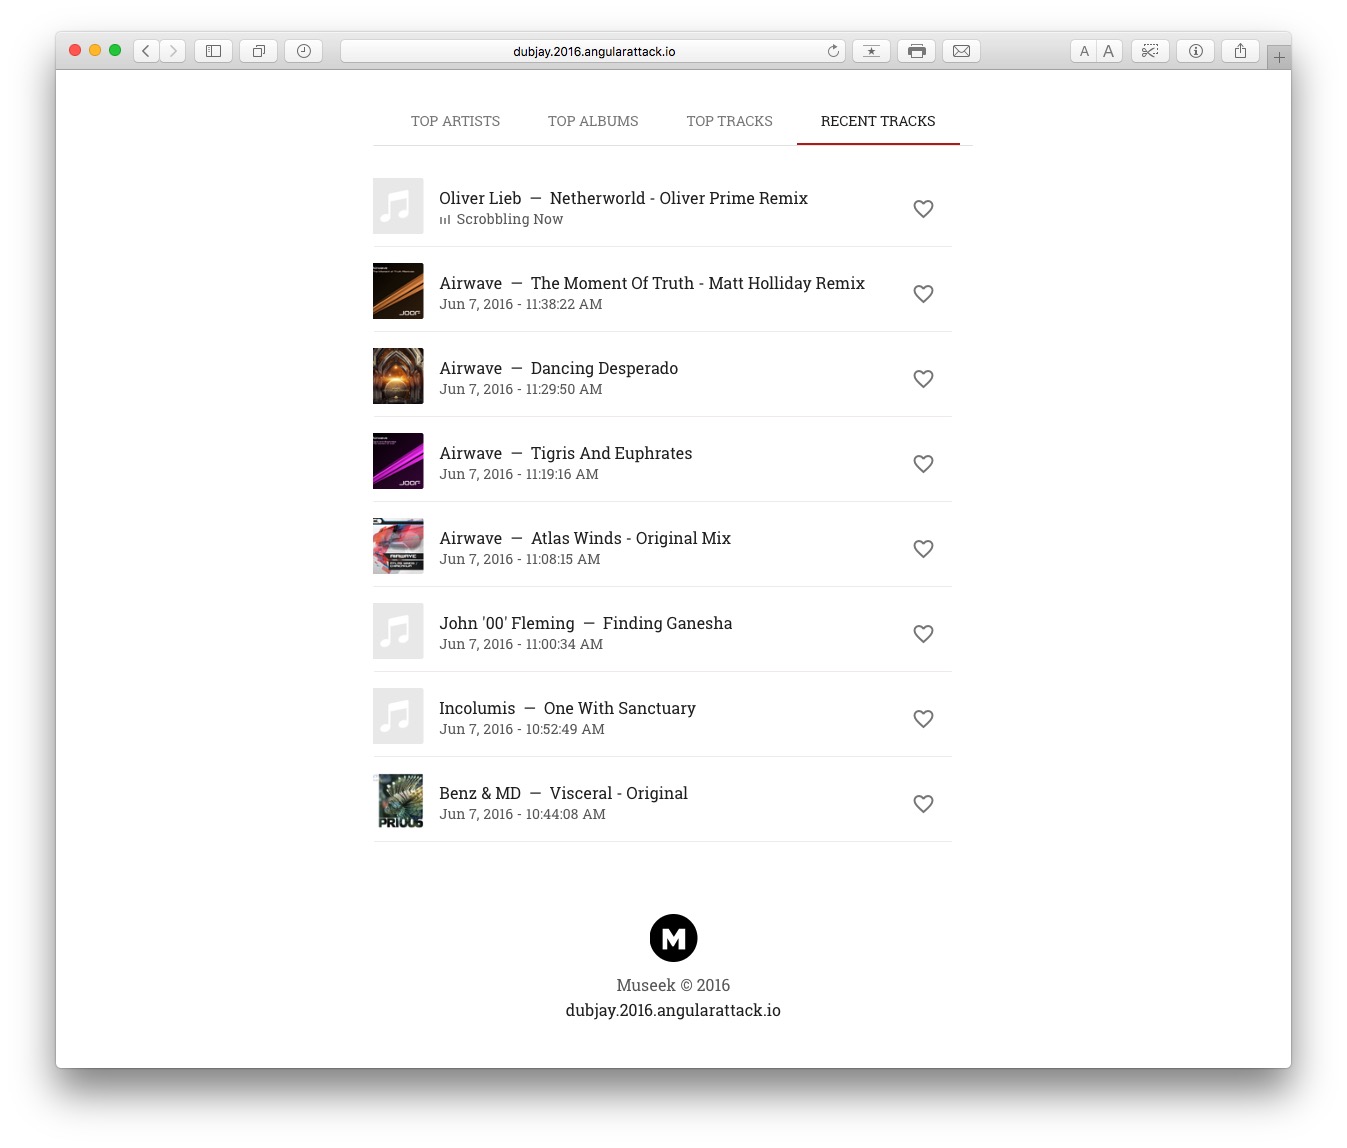 dubjay.2016.angularattack.io
A A
TOP ARTISTS TOP ALBUMS TOP TRACKS RECENT TRACKS
Oliver Lieb — Netherworld - Oliver Prime Remix
Scrobbling Now
Airwave — The Moment Of Truth - Matt Holliday Remix
Jun 7, 2016 - 11:38:22 AM
JOOF
Airwave — Dancing Desperado
Jun 7, 2016 - 11:29:50 AM
Airwave — Tigris And Euphrates
Jun 7, 2016 - 11:19:16 AM
JOOF
Airwave — Atlas Winds - Original Mix
Jun 7, 2016 - 11:08:15 AM
AIRWAVE
John '00' Fleming — Finding Ganesha
Jun 7, 2016 - 11:00:34 AM
Incolumis — One With Sanctuary
Jun 7, 2016 - 10:52:49 AM
Benz & MD — Visceral - Original
Jun 7, 2016 - 10:44:08 AM
PRI006
M
Museek © 2016
dubjay.2016.angularattack.io